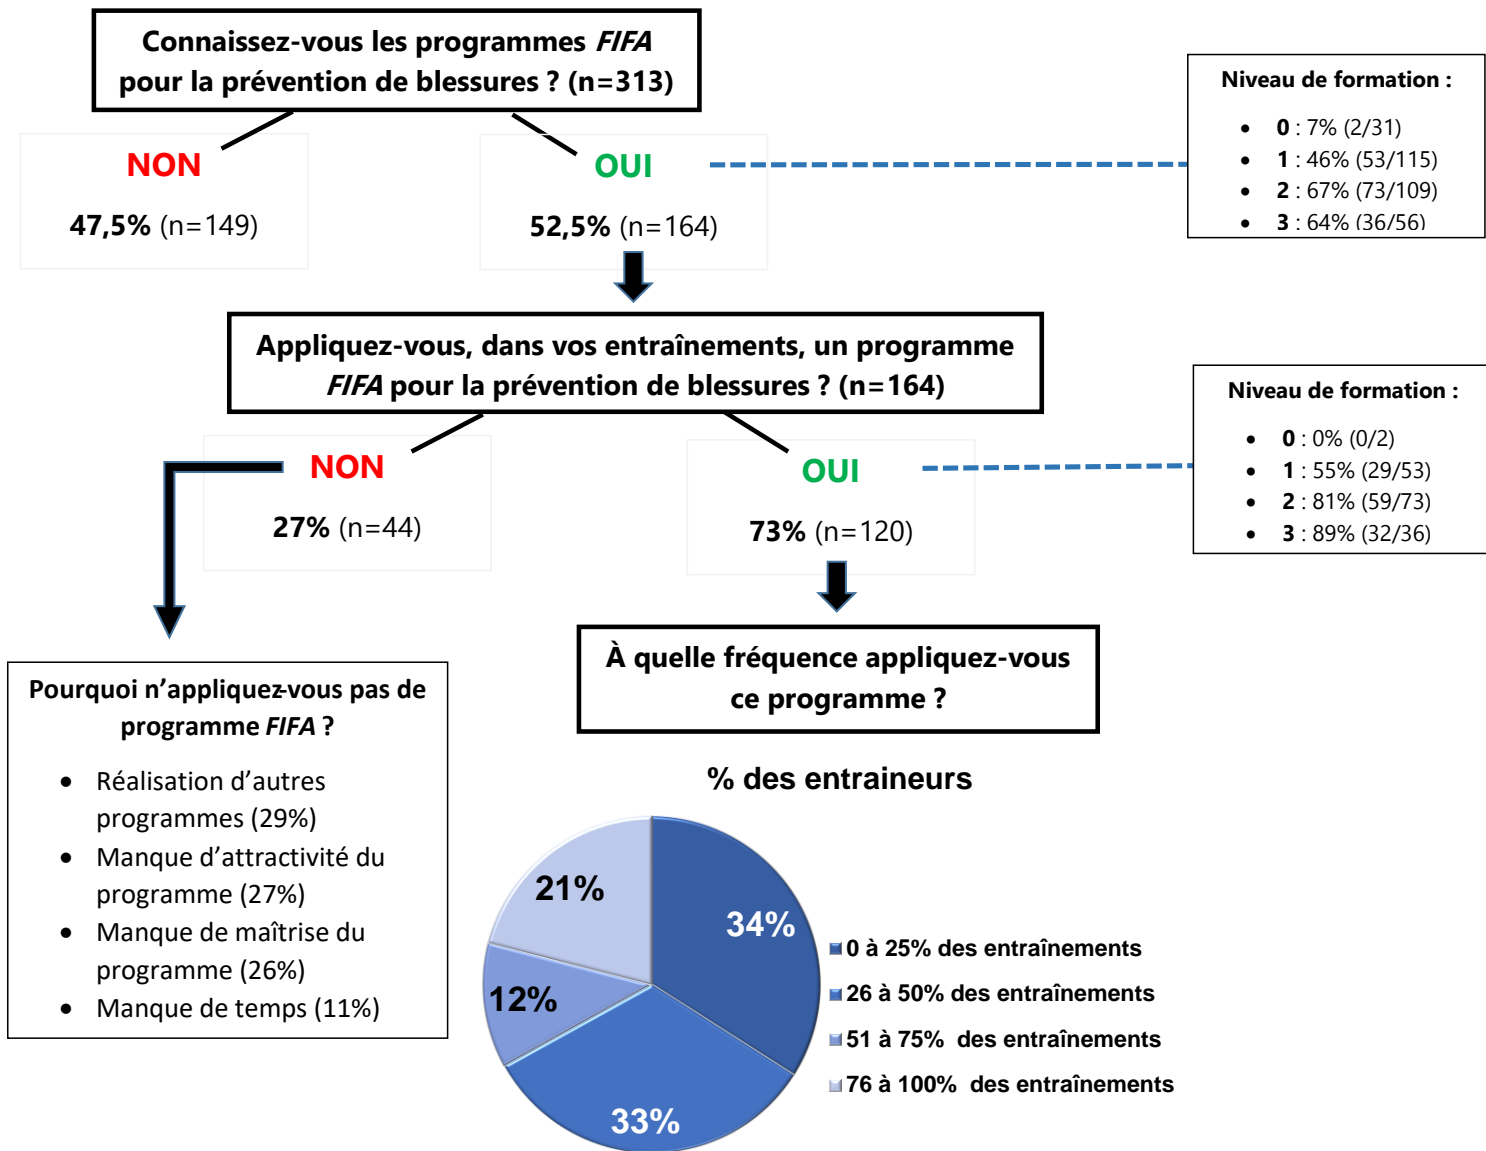 Connaissez-vous les programmes FIFA
pour la prévention de blessures ? (n=313)
NON
47,5% (n=149)
OUI
52,5% (n=164)
Niveau de formation :
• 0 : 7% (2/31)
• 1 : 46% (53/115)
• 2 : 67% (73/109)
• 3 : 64% (36/56)
Appliquez-vous, dans vos entraînements, un programme
FIFA pour la prévention de blessures ? (n=164)
NON
27% (n=44)
OUI
73% (n=120)
Niveau de formation :
• 0 : 0% (0/2)
• 1 : 55% (29/53)
• 2 : 81% (59/73)
• 3 : 89% (32/36)
Pourquoi n’appliquez-vous pas de
programme FIFA ?
• Réalisation d’autres
programmes (29%)
• Manque d’attractivité du
programme (27%)
• Manque de maîtrise du
programme (26%)
• Manque de temps (11%)
À quelle fréquence appliquez-vous
ce programme ?
% des entraineurs
34%
33%
12%
21%
0 à 25% des entraînements
26 à 50% des entraînements
51 à 75% des entraînements
76 à 100% des entraînements